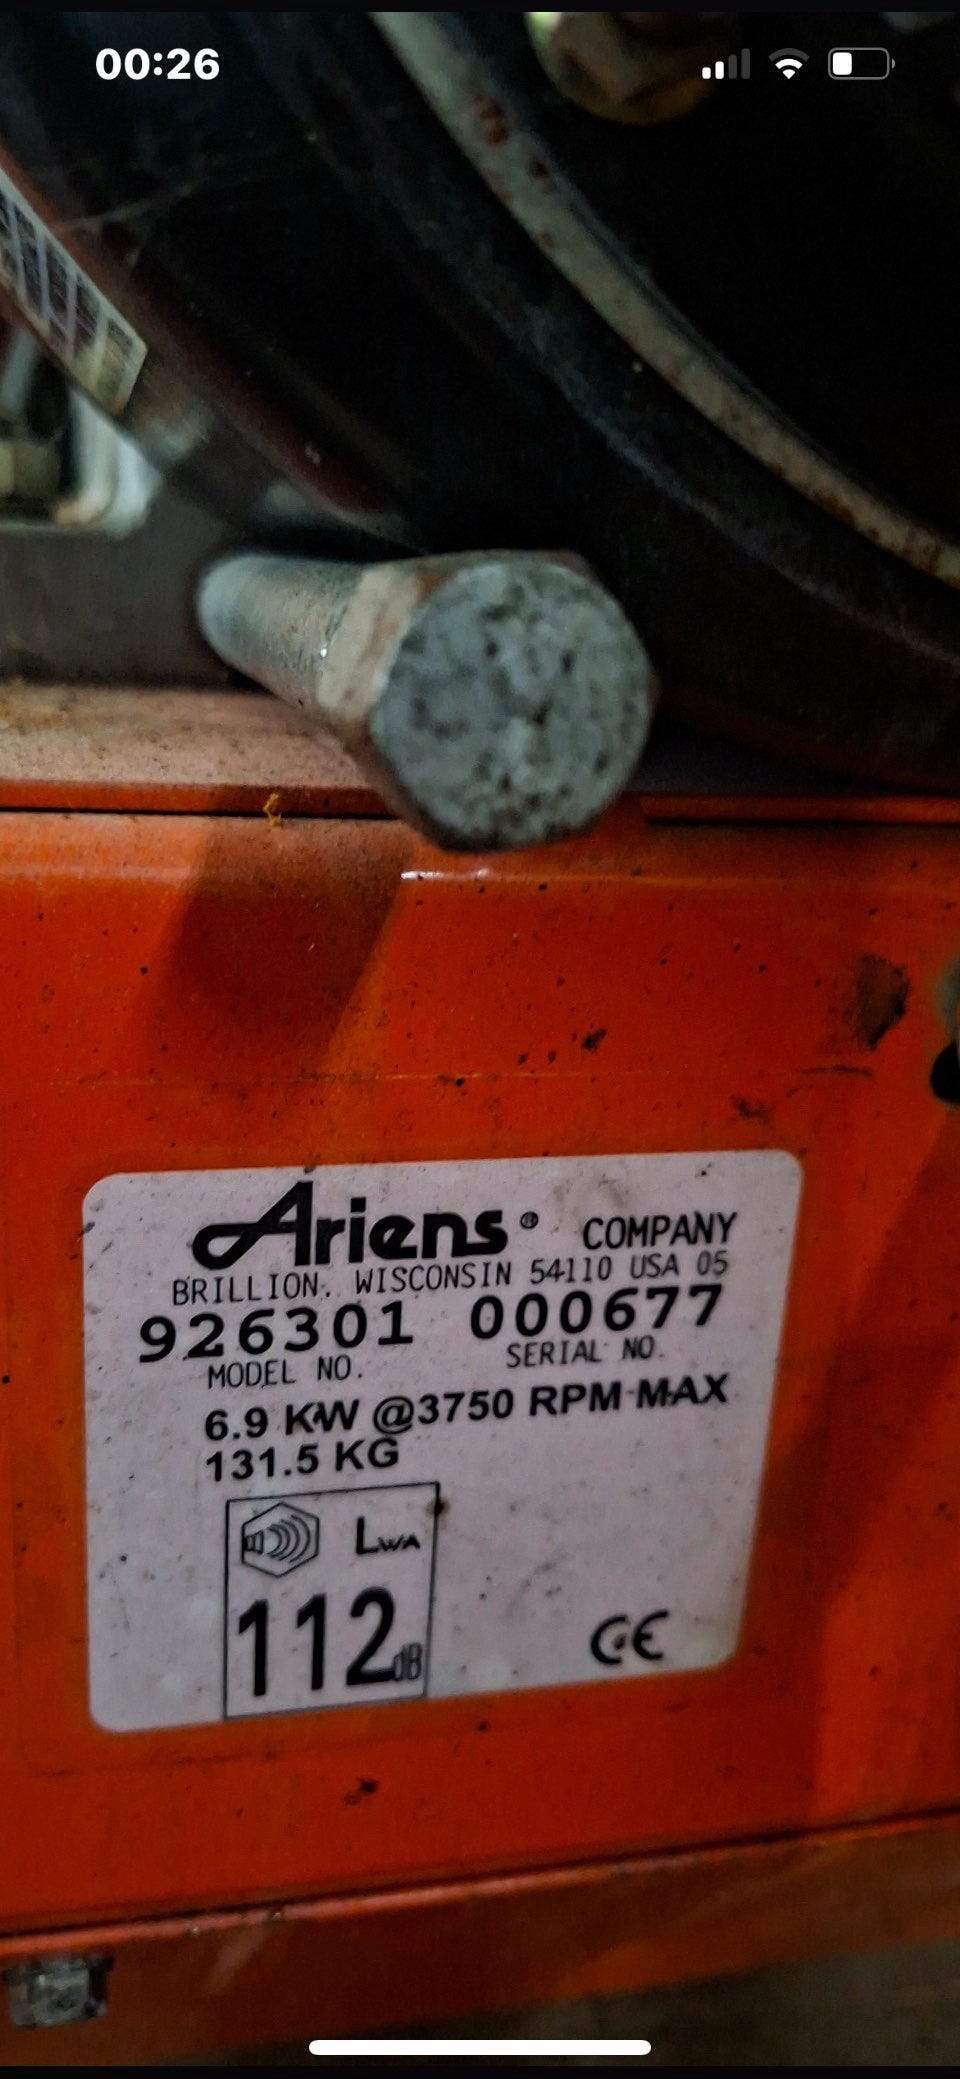 00:26
Ariens® COMPANY
BRILLION, WISCONSIN 54110 USA 05
926301 000677
MODEL NO. SERIAL NO.
6.9 KW @3750 RPM MAX
131.5 KG
LWA
112dB
CE